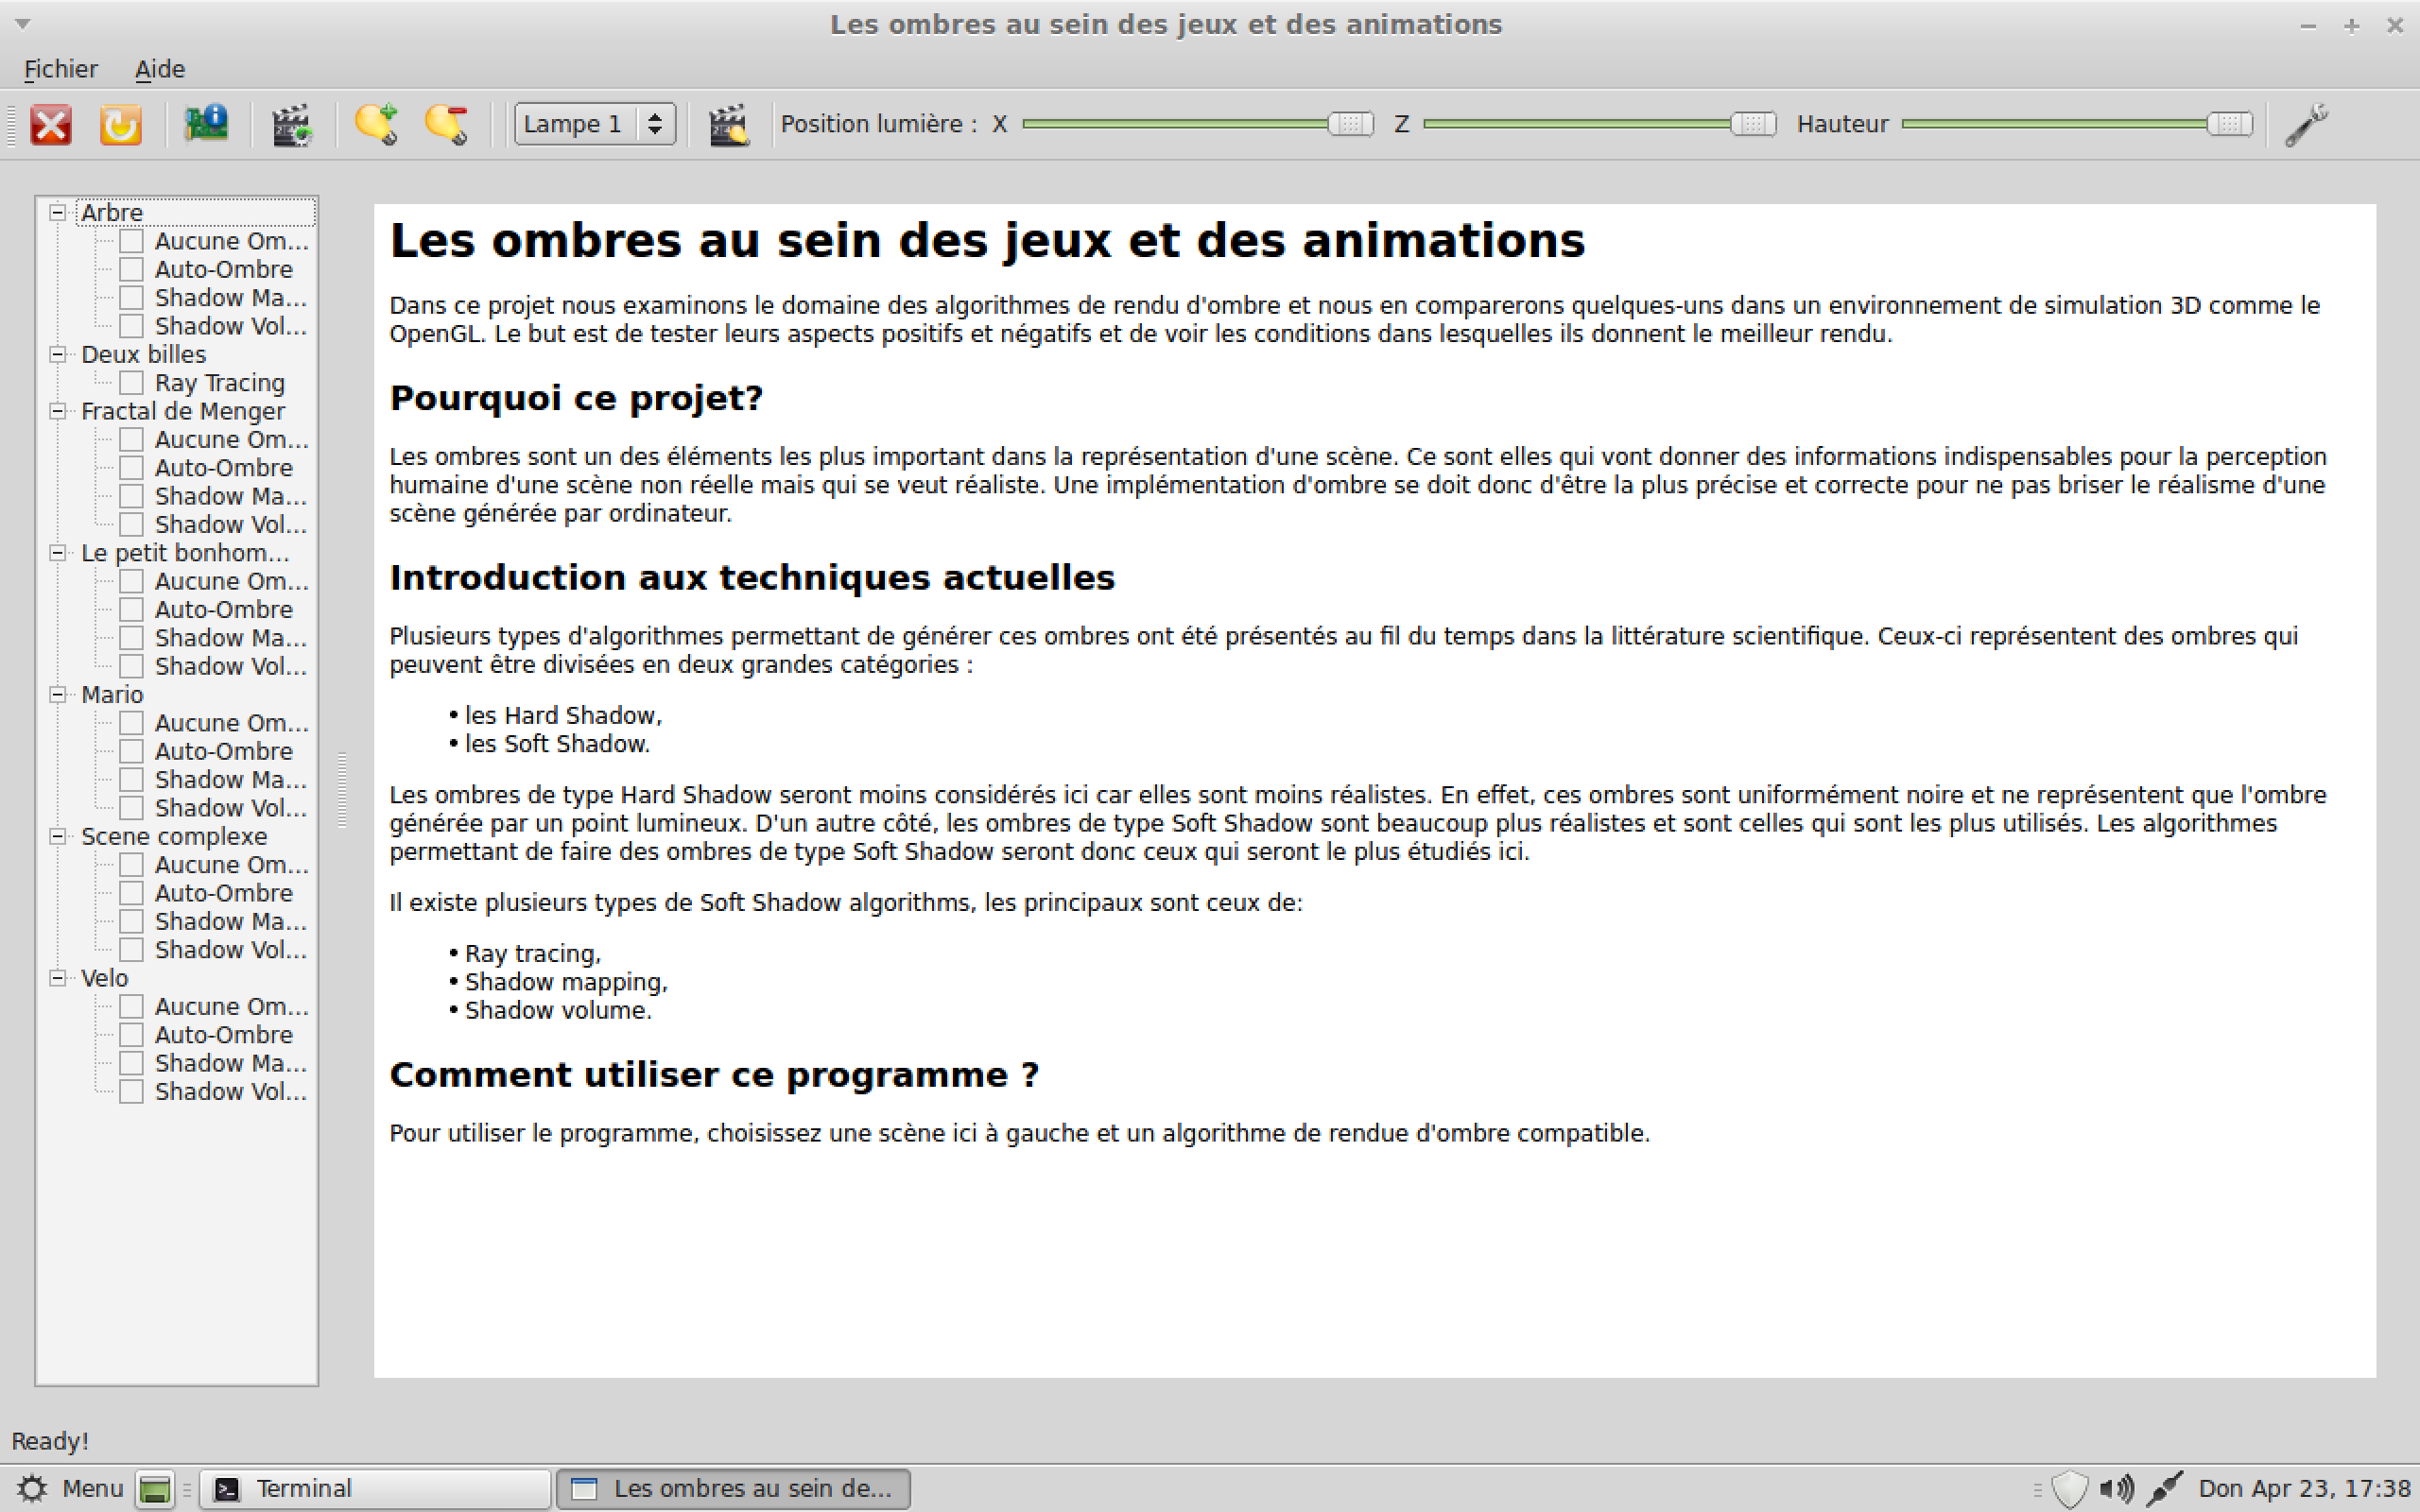 Les ombres au sein des jeux et des animations
Fichier Aide
Lampe 1 Position lumière : X Z Hauteur
Arbre
Aucune Om...
Auto-Ombre
Shadow Ma...
Shadow Vol...
Deux billes
Ray Tracing
Fractal de Menger
Aucune Om...
Auto-Ombre
Shadow Ma...
Shadow Vol...
Le petit bonhom...
Aucune Om...
Auto-Ombre
Shadow Ma...
Shadow Vol...
Mario
Aucune Om...
Auto-Ombre
Shadow Ma...
Shadow Vol...
Scene complexe
Aucune Om...
Auto-Ombre
Shadow Ma...
Shadow Vol...
Velo
Aucune Om...
Auto-Ombre
Shadow Ma...
Shadow Vol...
Les ombres au sein des jeux et des animations
Dans ce projet nous examinons le domaine des algorithmes de rendu d'ombre et nous en comparerons quelques-uns dans un environnement de simulation 3D comme le
OpenGL. Le but est de tester leurs aspects positifs et négatifs et de voir les conditions dans lesquelles ils donnent le meilleur rendu.
Pourquoi ce projet?
Les ombres sont un des éléments les plus important dans la représentation d'une scène. Ce sont elles qui vont donner des informations indispensables pour la perception
humaine d'une scène non réelle mais qui se veut réaliste. Une implémentation d'ombre se doit donc d'être la plus précise et correcte pour ne pas briser le réalisme d'une
scène générée par ordinateur.
Introduction aux techniques actuelles
Plusieurs types d'algorithmes permettant de générer ces ombres ont été présentés au fil du temps dans la littérature scientifique. Ceux-ci représentent des ombres qui
peuvent être divisées en deux grandes catégories :
• les Hard Shadow,
• les Soft Shadow.
Les ombres de type Hard Shadow seront moins considérés ici car elles sont moins réalistes. En effet, ces ombres sont uniformément noire et ne représentent que l'ombre
générée par un point lumineux. D'un autre côté, les ombres de type Soft Shadow sont beaucoup plus réalistes et sont celles qui sont les plus utilisés. Les algorithmes
permettant de faire des ombres de type Soft Shadow seront donc ceux qui seront le plus étudiés ici.
Il existe plusieurs types de Soft Shadow algorithms, les principaux sont ceux de:
• Ray tracing,
• Shadow mapping,
• Shadow volume.
Comment utiliser ce programme ?
Pour utiliser le programme, choisissez une scène ici à gauche et un algorithme de rendue d'ombre compatible.
Ready!
Menu Terminal Les ombres au sein de... Don Apr 23, 17:38